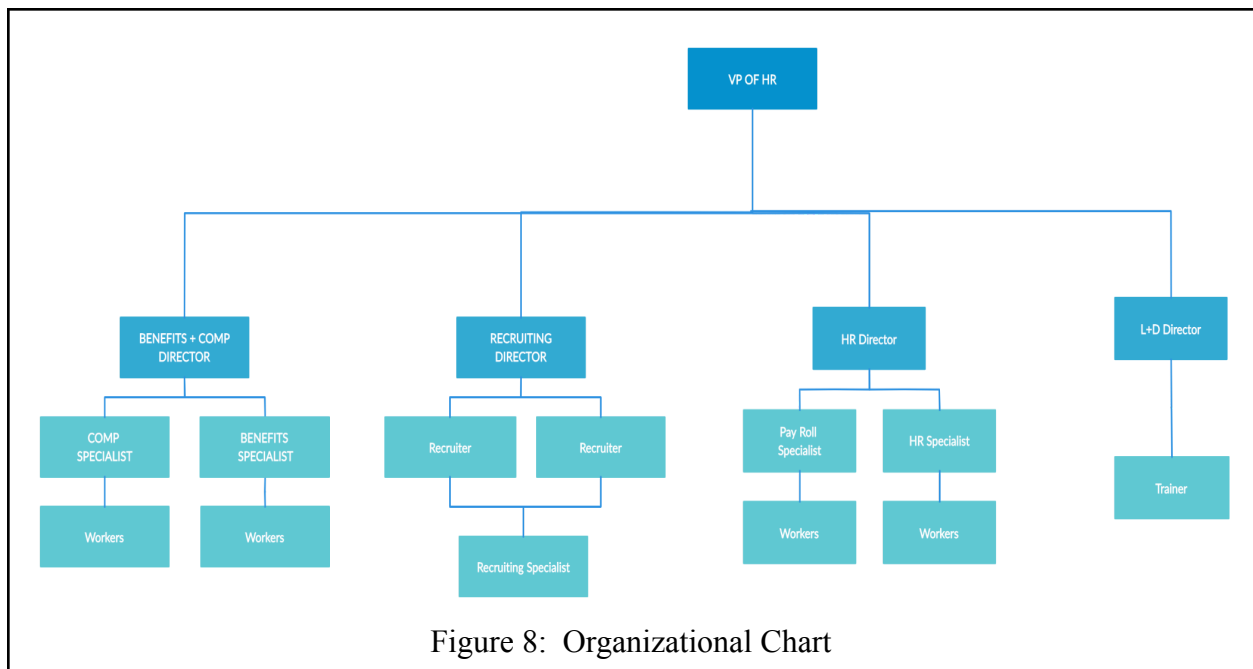 VP OF HR
BENEFITS + COMP
DIRECTOR
RECRUITING
DIRECTOR
HR Director
L+D Director
COMP
SPECIALIST
BENEFITS
SPECIALIST
Recruiter
Recruiter
Pay Roll
Specialist
HR Specialist
Trainer
Workers
Workers
Recruiting Specialist
Workers
Workers
Figure 8: Organizational Chart